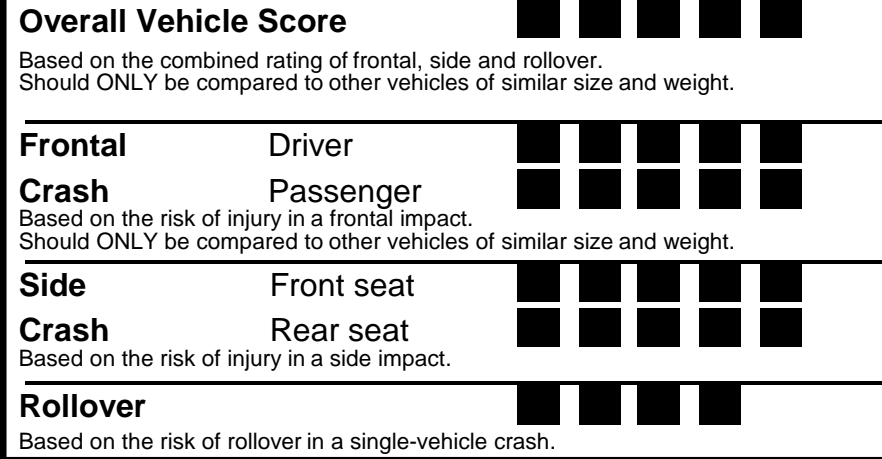 Overall Vehicle Score
Based on the combined rating of frontal, side and rollover.
Should ONLY be compared to other vehicles of similar size and weight.
Frontal Driver
Crash Passenger
Based on the risk of injury in a frontal impact.
Should ONLY be compared to other vehicles of similar size and weight.
Side Front seat
Crash Rear seat
Based on the risk of injury in a side impact.
Rollover
Based on the risk of rollover in a single-vehicle crash.